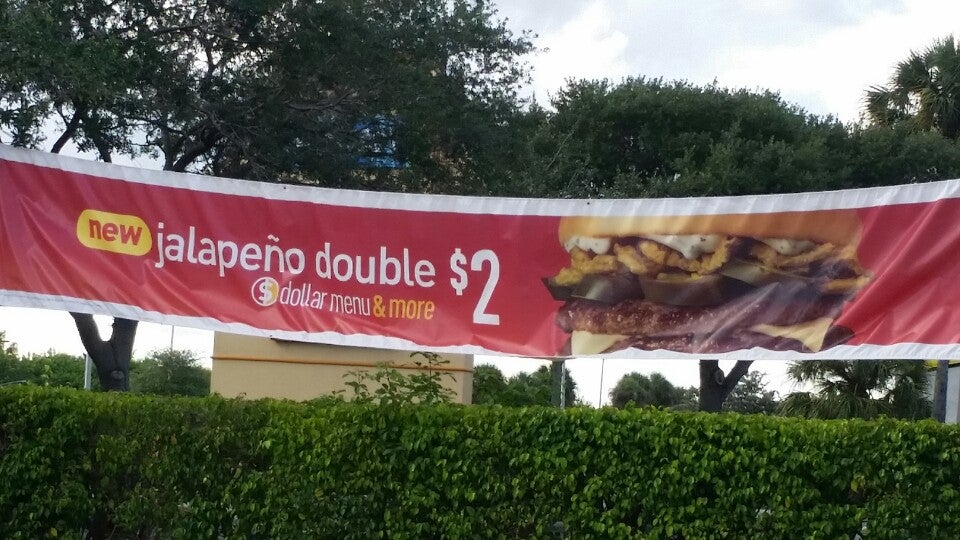 new jalapeño double $2
$ dollar menu & more